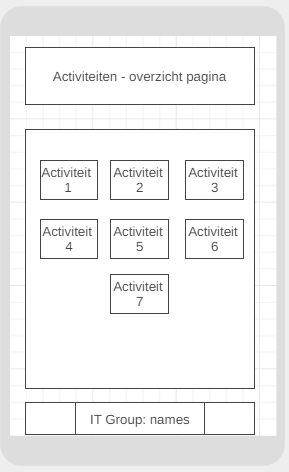 Activiteiten - overzicht pagina
Activiteit
1
Activiteit
2
Activiteit
3
Activiteit
4
Activiteit
5
Activiteit
6
Activiteit
7
IT Group: names